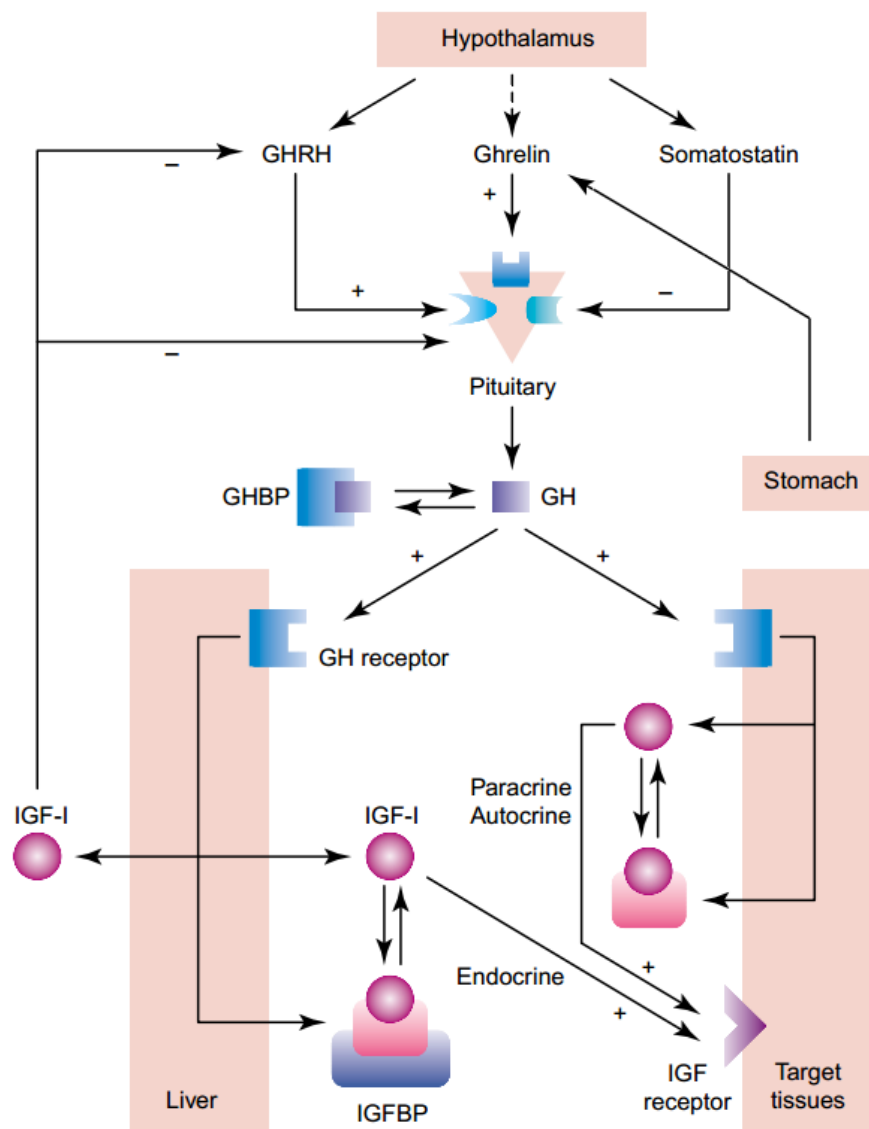 Hypothalamus
GHRH
Ghrelin
Somatostatin
–
+
+
–
–
Pituitary
Stomach
GHBP
GH
+
+
GH receptor
Paracrine
Autocrine
IGF-I
IGF-I
Endocrine
+
+
IGF
receptor
Target
tissues
Liver
IGFBP